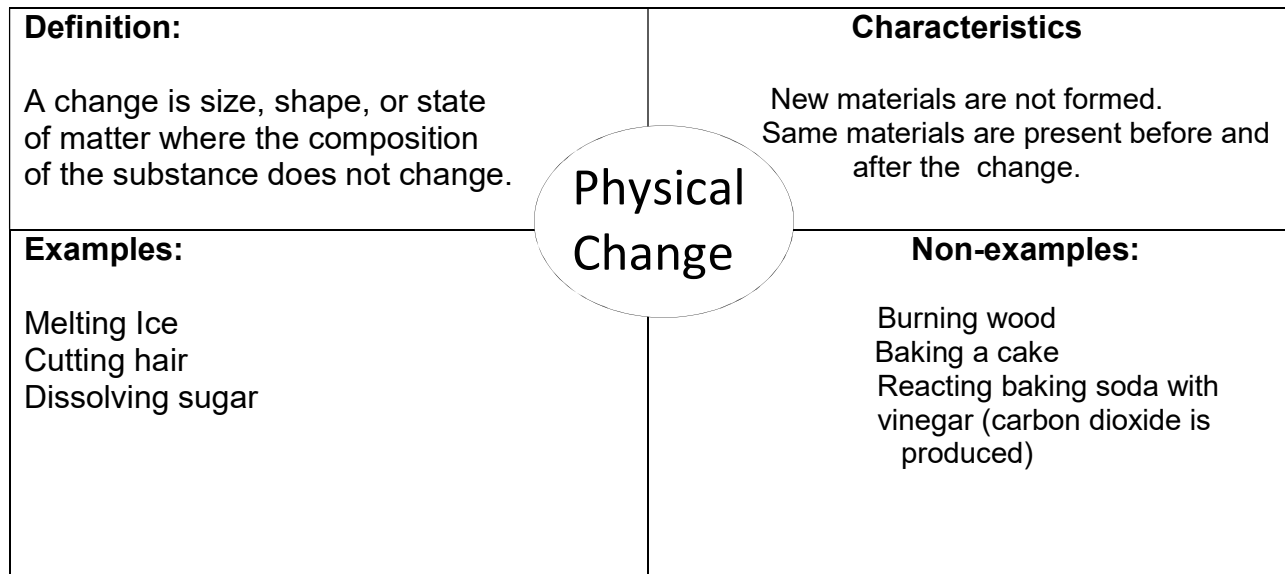 Definition:
A change is size, shape, or state
of matter where the composition
of the substance does not change.
Characteristics
New materials are not formed.
Same materials are present before and
after the  change.
Physical
Change
Examples:
Melting Ice
Cutting hair
Dissolving sugar
Non-examples:
Burning wood
Baking a cake
Reacting baking soda with
vinegar (carbon dioxide is
produced)